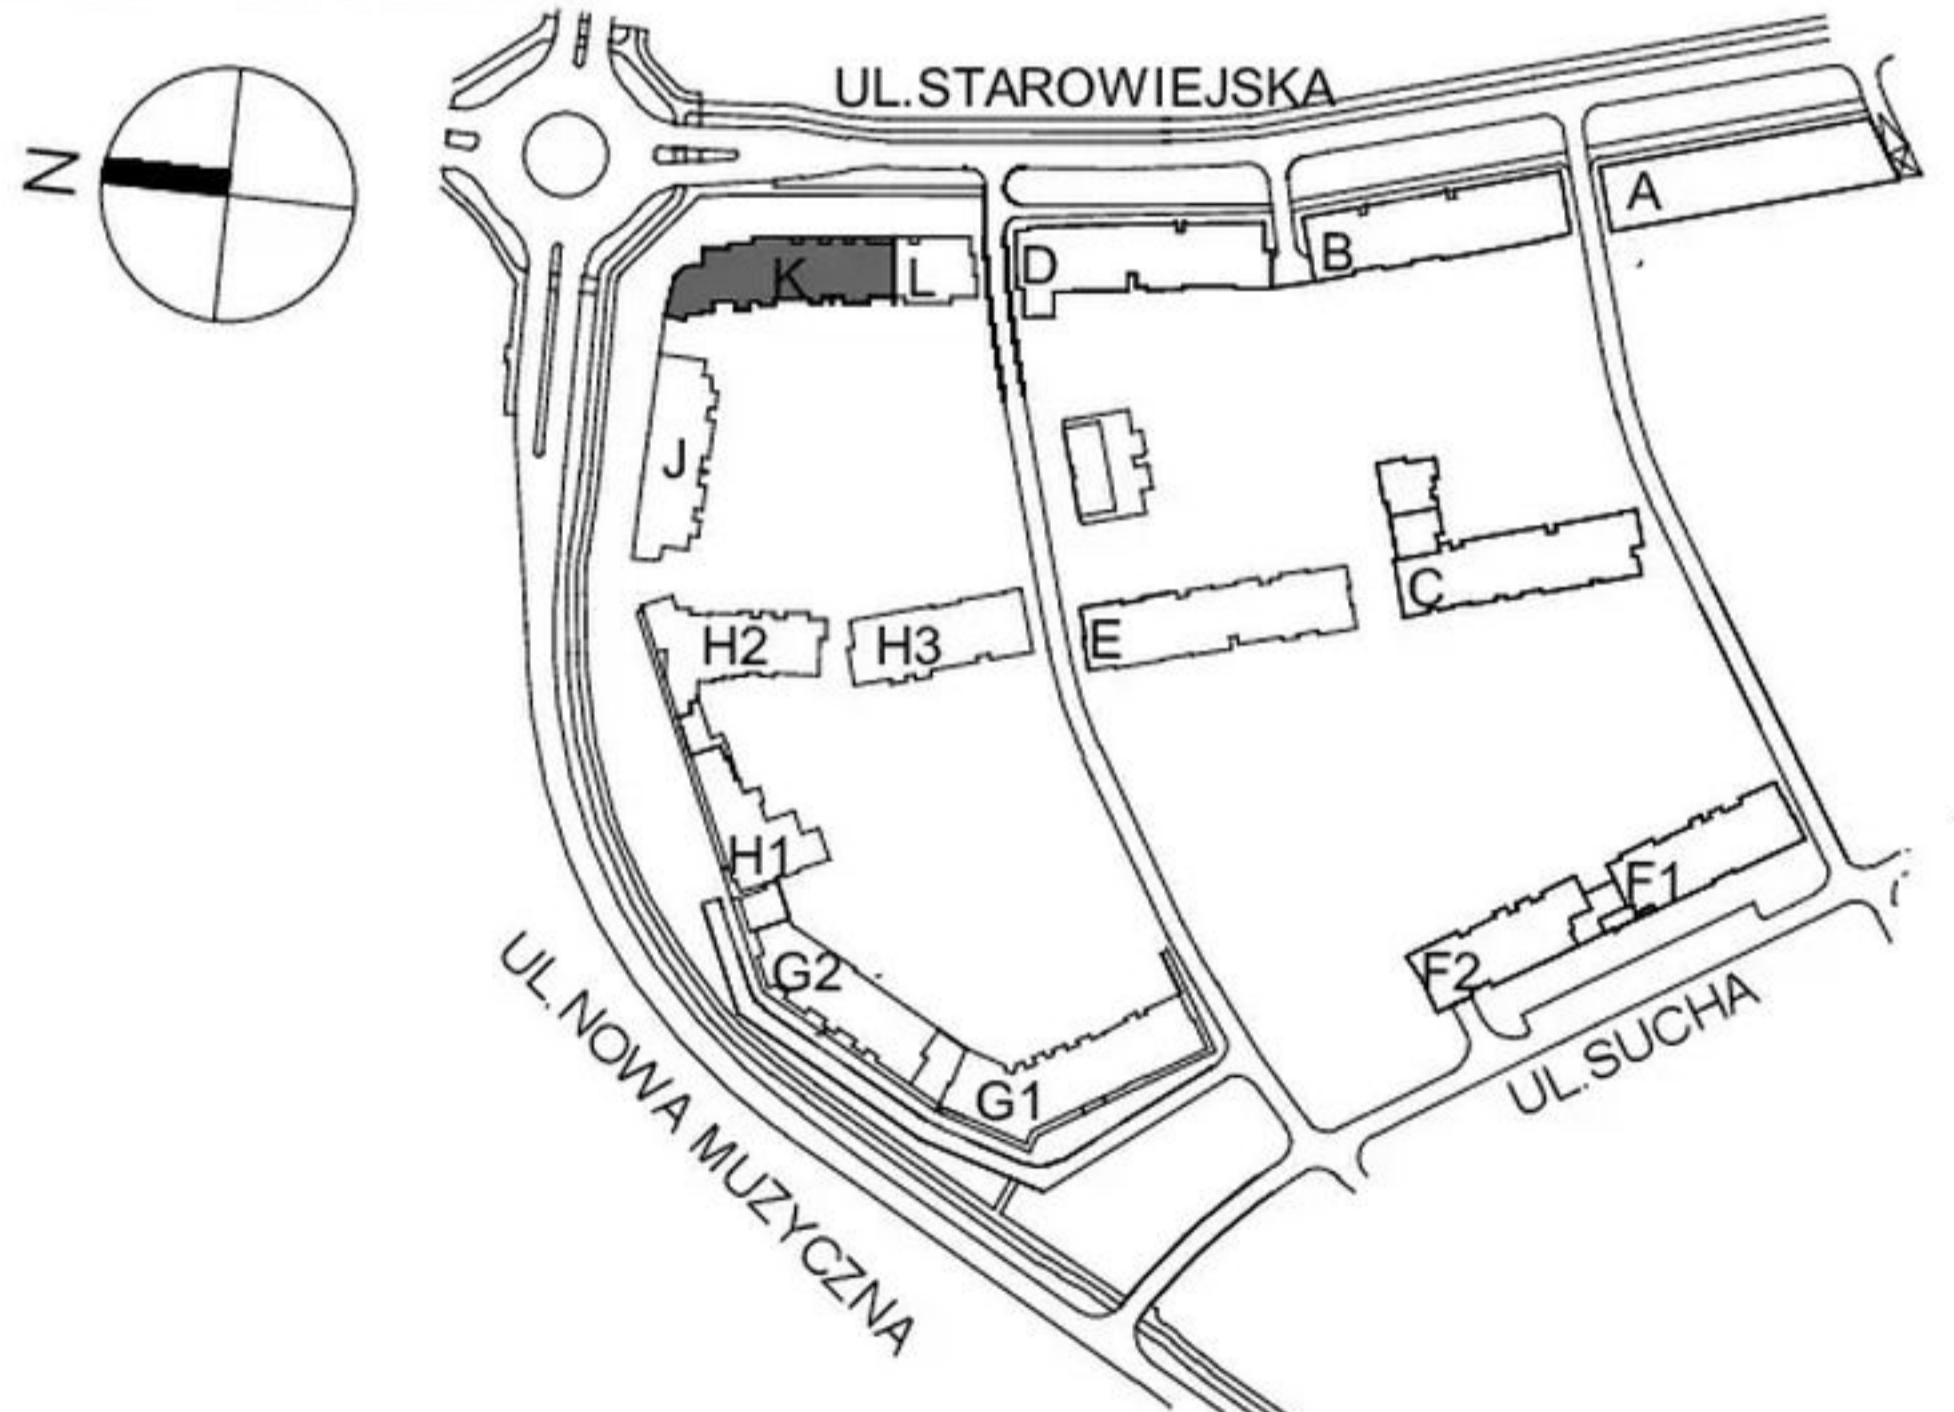 UL.STAROWIEJSKA
N
A
K
L
D
B
J
C
H2
H3
E
H1
F1
G2
F2
G1
UL. NOWA MUZYCZNA
UL.SUCHA